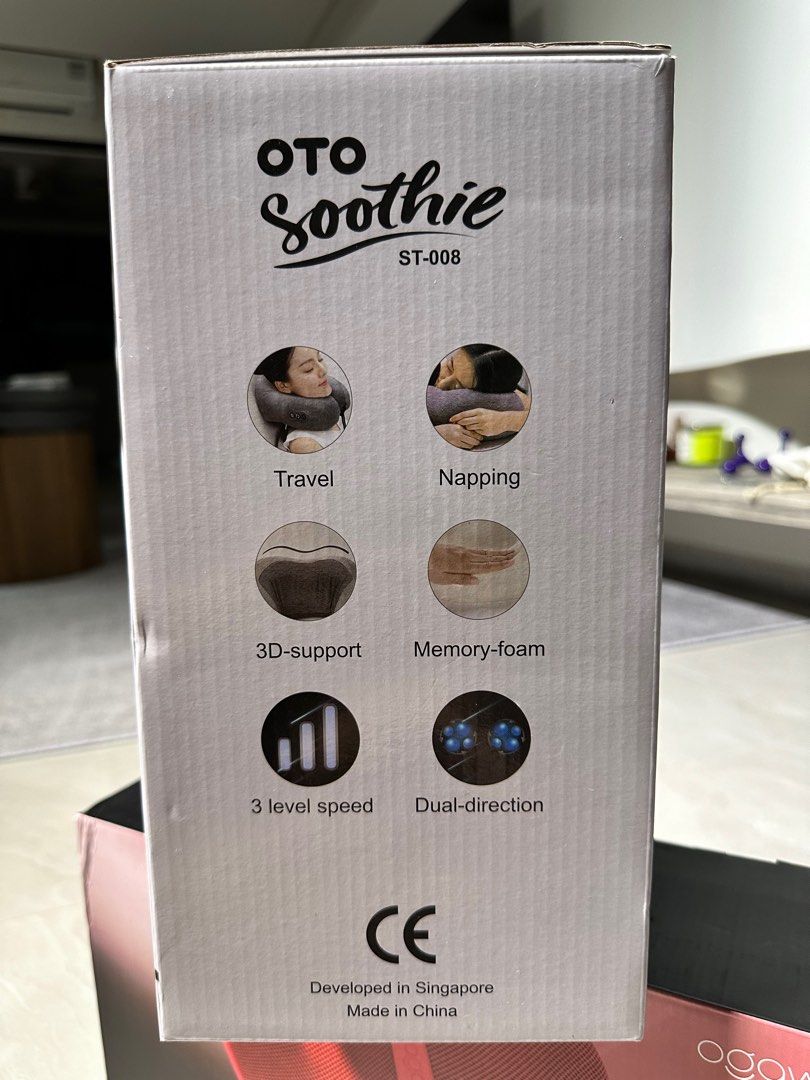 OTO
Soothie
ST-008
Travel
Napping
3D-support
Memory-foam
3 level speed
Dual-direction
CE
Developed in Singapore
Made in China